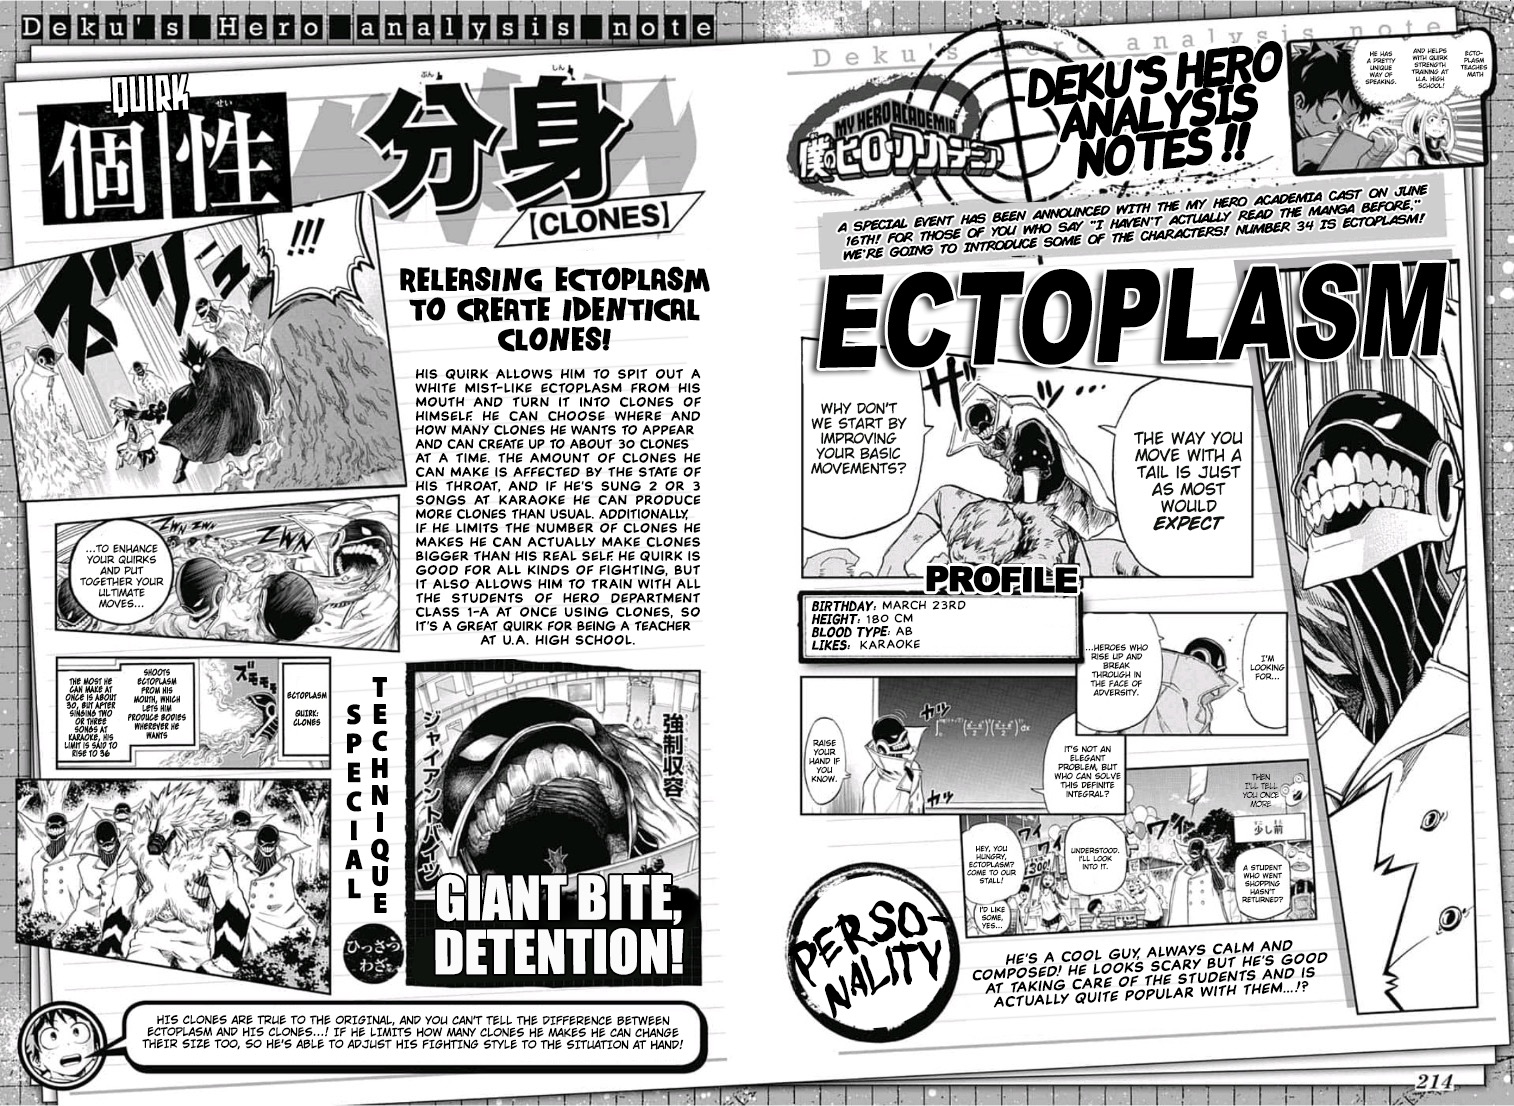 Deku's Hero analysis note
QUIRK
せい
個性
ぶん しん
分身
【CLONES】
!!!
ズリュ
RELEASING ECTOPLASM
TO CREATE IDENTICAL
CLONES!
HIS QUIRK ALLOWS HIM TO SPIT OUT A
WHITE MIST-LIKE ECTOPLASM FROM HIS
MOUTH AND TURN IT INTO CLONES OF
HIMSELF. HE CAN CHOOSE WHERE AND
HOW MANY CLONES HE WANTS TO APPEAR
AND CAN CREATE UP TO ABOUT 30 CLONES
AT A TIME. THE AMOUNT OF CLONES HE
CAN MAKE IS AFFECTED BY THE STATE OF
HIS THROAT, AND IF HE'S SUNG 2 OR 3
SONGS AT KARAOKE HE CAN PRODUCE
MORE CLONES THAN USUAL. ADDITIONALLY,
IF HE LIMITS THE NUMBER OF CLONES HE
MAKES HE CAN ACTUALLY MAKE CLONES
BIGGER THAN HIS REAL SELF. HE QUIRK IS
GOOD FOR ALL KINDS OF FIGHTING, BUT
IT ALSO ALLOWS HIM TO TRAIN WITH ALL
THE STUDENTS OF HERO DEPARTMENT
CLASS 1-A AT ONCE USING CLONES, SO
IT'S A GREAT QUIRK FOR BEING A TEACHER
AT U.A. HIGH SCHOOL.
ZWN ZWN
ZWN
...TO ENHANCE
YOUR QUIRKS AND
PUT
TOGETHER YOUR
ULTIMATE
MOVES...
THE MOST HE
CAN MAKE AT
ONCE IS ABOUT
30, BUT AFTER
SINGING TWO
OR THREE
SONGS AT
KARAOKE, HIS
LIMIT IS SAID TO
RISE TO 36
SHOOTS
ECTOPLASM
FROM HIS
MOUTH, WHICH
LETS HIM
PRODUCE BODIES
WHEREVER HE
WANTS
ズモモモ
ECTOPLASM
QUIRK:
CLONES
SPECIAL
TECHNIQUE
ひっさつ
わざ
強制収容
ジャイアントバイツ
GIANT BITE,
DETENTION!
HIS CLONES ARE TRUE TO THE ORIGINAL, AND YOU CAN'T TELL THE DIFFERENCE BETWEEN
ECTOPLASM AND HIS CLONES...! IF HE LIMITS HOW MANY CLONES HE MAKES HE CAN CHANGE
THEIR SIZE TOO, SO HE'S ABLE TO ADJUST HIS FIGHTING STYLE TO THE SITUATION AT HAND!
Deku's Hero analysis note
MY HERO ACADEMIA
僕のヒーローアカデミア
DEKU'S HERO
ANALYSIS
NOTES!!
HE HAS
A PRETTY
UNIQUE
WAY OF
SPEAKING.
AND HELPS
WITH QUIRK
STRENGTH
TRAINING AT
U.A. HIGH
SCHOOL!
ECTO-
PLASM
TEACHES
MATH
A SPECIAL EVENT HAS BEEN ANNOUNCED WITH THE MY HERO ACADEMIA CAST ON JUNE
16TH! FOR THOSE OF YOU WHO SAY "I HAVEN'T ACTUALLY READ THE MANGA BEFORE,"
WE'RE GOING TO INTRODUCE SOME OF THE CHARACTERS! NUMBER 34 IS ECTOPLASM!
ECTOPLASM
WHY DON'T
WE START BY
IMPROVING
YOUR BASIC
MOVEMENTS?
THE WAY YOU
MOVE WITH A
TAIL IS JUST
AS MOST
WOULD
EXPECT
PROFILE
BIRTHDAY: MARCH 23RD
HEIGHT: 180 CM
BLOOD TYPE: AB
LIKES: KARAOKE
...HEROES WHO
RISE UP AND
BREAK
THROUGH IN
THE FACE OF
ADVERSITY.
I'M
LOOKING
FOR...
RAISE
YOUR
HAND IF
YOU
KNOW.
カッ
カッ
IT'S NOT AN
ELEGANT
PROBLEM, BUT
WHO CAN SOLVE
THIS DEFINITE
INTEGRAL?
HEY, YOU
HUNGRY,
ECTOPLASM?
COME TO OUR
STALL!
I'D LIKE
SOME,
YES...
UNDERSTOOD.
I'LL LOOK
INTO IT.
ワイ
ワイ
THEN
I'LL TELL
YOU ONCE
MORE
少し前
A STUDENT
WHO WENT
SHOPPING
HASN'T
RETURNED?
PERSO-
NALITY
HE'S A COOL GUY, ALWAYS CALM AND
COMPOSED! HE LOOKS SCARY BUT HE'S GOOD
AT TAKING CARE OF THE STUDENTS AND IS
ACTUALLY QUITE POPULAR WITH THEM...!?
214